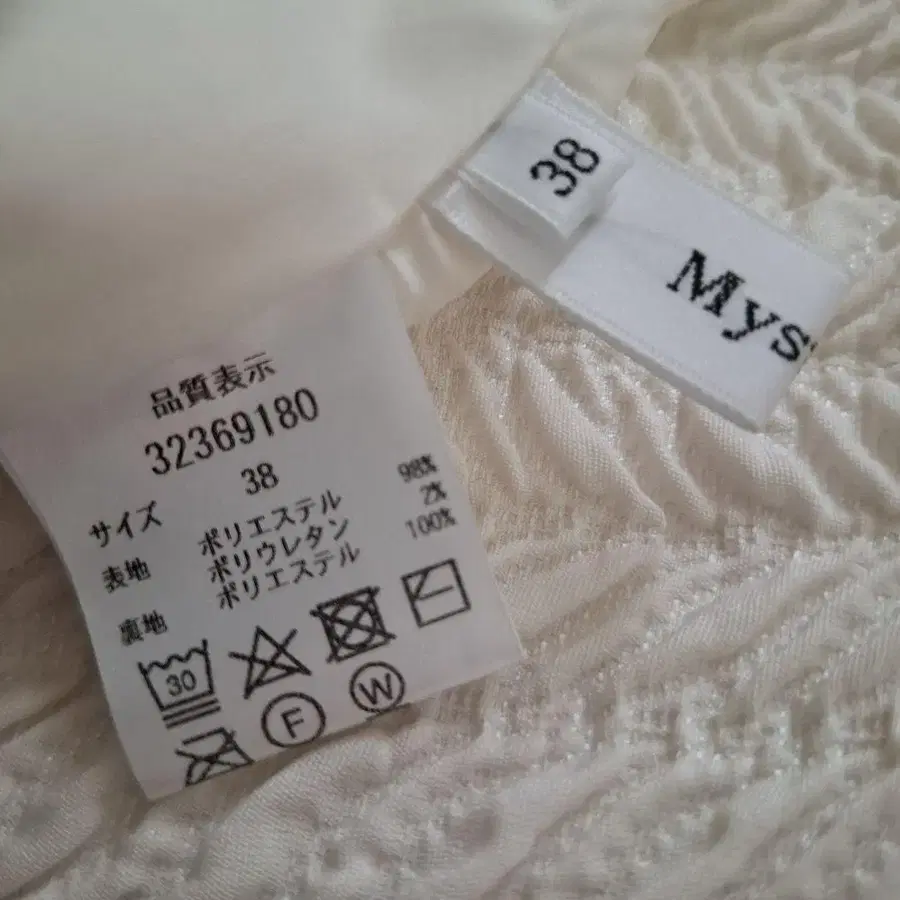 38
Mys
品質表示
32369180
サイズ 38
表地 ポリエステル 98%
ポリウレタン 2%
裏地 ポリエステル 100%
30
F
W